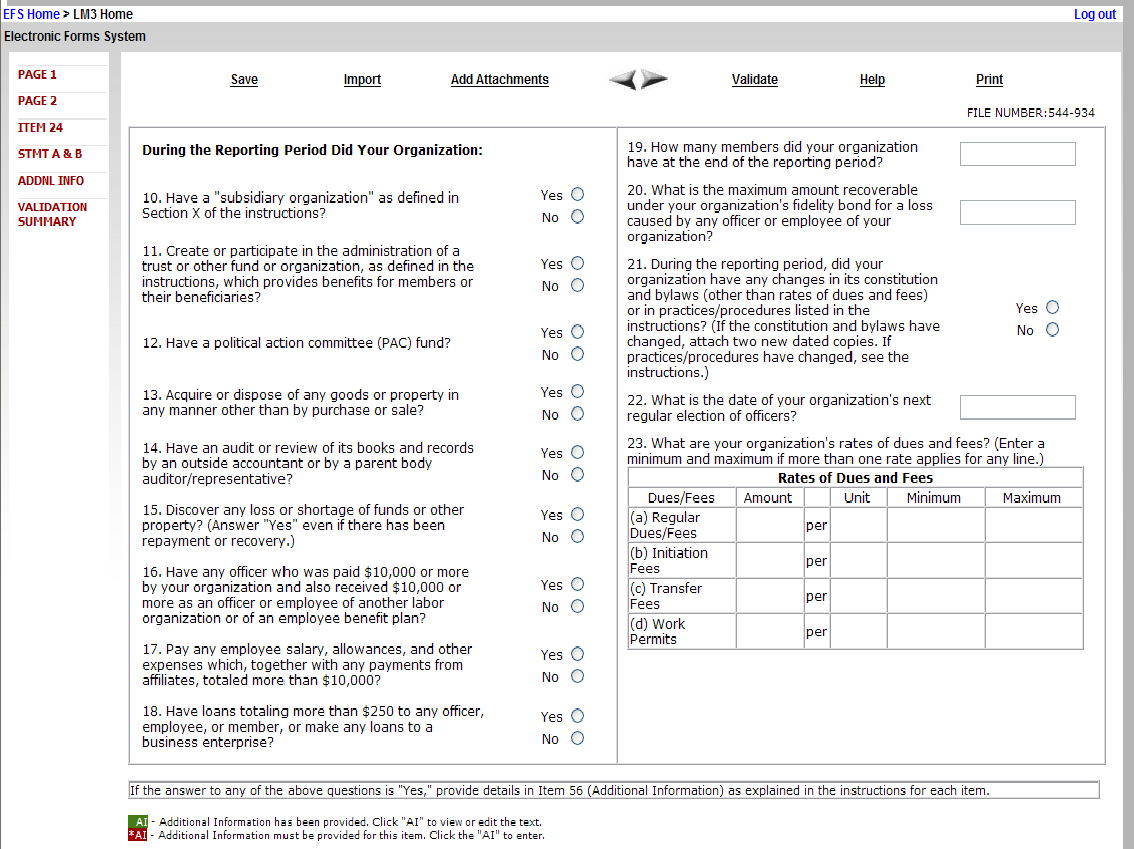 EFS Home > LM3 Home
Log out
Electronic Forms System
PAGE 1
PAGE 2
ITEM 24
STMT A & B
ADDNL INFO
VALIDATION
SUMMARY
Save
Import
Add Attachments
Validate
Help
Print
FILE NUMBER:544-934
During the Reporting Period Did Your Organization:
10. Have a "subsidiary organization" as defined in
Section X of the instructions?
Yes
No
11. Create or participate in the administration of a
trust or other fund or organization, as defined in the
instructions, which provides benefits for members or
their beneficiaries?
Yes
No
12. Have a political action committee (PAC) fund?
Yes
No
13. Acquire or dispose of any goods or property in
any manner other than by purchase or sale?
Yes
No
14. Have an audit or review of its books and records
by an outside accountant or by a parent body
auditor/representative?
Yes
No
15. Discover any loss or shortage of funds or other
property? (Answer "Yes" even if there has been
repayment or recovery.)
Yes
No
16. Have any officer who was paid $10,000 or more
by your organization and also received $10,000 or
more as an officer or employee of another labor
organization or of an employee benefit plan?
Yes
No
17. Pay any employee salary, allowances, and other
expenses which, together with any payments from
affiliates, totaled more than $10,000?
Yes
No
18. Have loans totaling more than $250 to any officer,
employee, or member, or make any loans to a
business enterprise?
Yes
No
19. How many members did your organization
have at the end of the reporting period?
20. What is the maximum amount recoverable
under your organization's fidelity bond for a loss
caused by any officer or employee of your
organization?
21. During the reporting period, did your
organization have any changes in its constitution
and bylaws (other than rates of dues and fees)
or in practices/procedures listed in the
instructions? (If the constitution and bylaws have
changed, attach two new dated copies. If
practices/procedures have changed, see the
instructions.)
Yes
No
22. What is the date of your organization's next
regular election of officers?
23. What are your organization's rates of dues and fees? (Enter a
minimum and maximum if more than one rate applies for any line.)
Rates of Dues and Fees
Dues/Fees Amount Unit Minimum Maximum
(a) Regular
Dues/Fees
per
(b) Initiation
Fees
per
(c) Transfer
Fees
per
(d) Work
Permits
per
If the answer to any of the above questions is "Yes," provide details in Item 56 (Additional Information) as explained in the instructions for each item.
AI - Additional Information has been provided. Click "AI" to view or edit the text.
*AI - Additional Information must be provided for this item. Click the "AI" to enter.